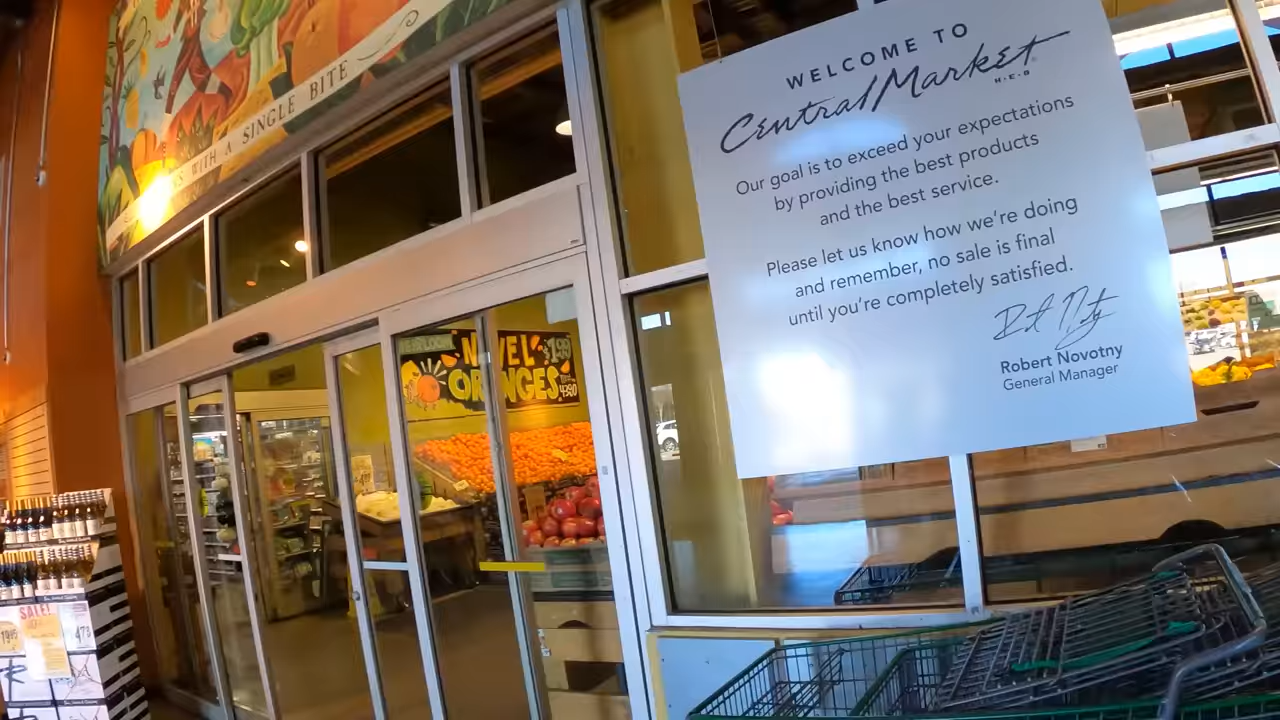 WITH A SINGLE BITE
WELCOME TO
Central Market
H-E-B
Our goal is to exceed your expectations
by providing the best products
and the best service.
Please let us know how we're doing
and remember, no sale is final
until you're completely satisfied.
Robert Novotny
General Manager
NAVEL
ORANGES
SALE!